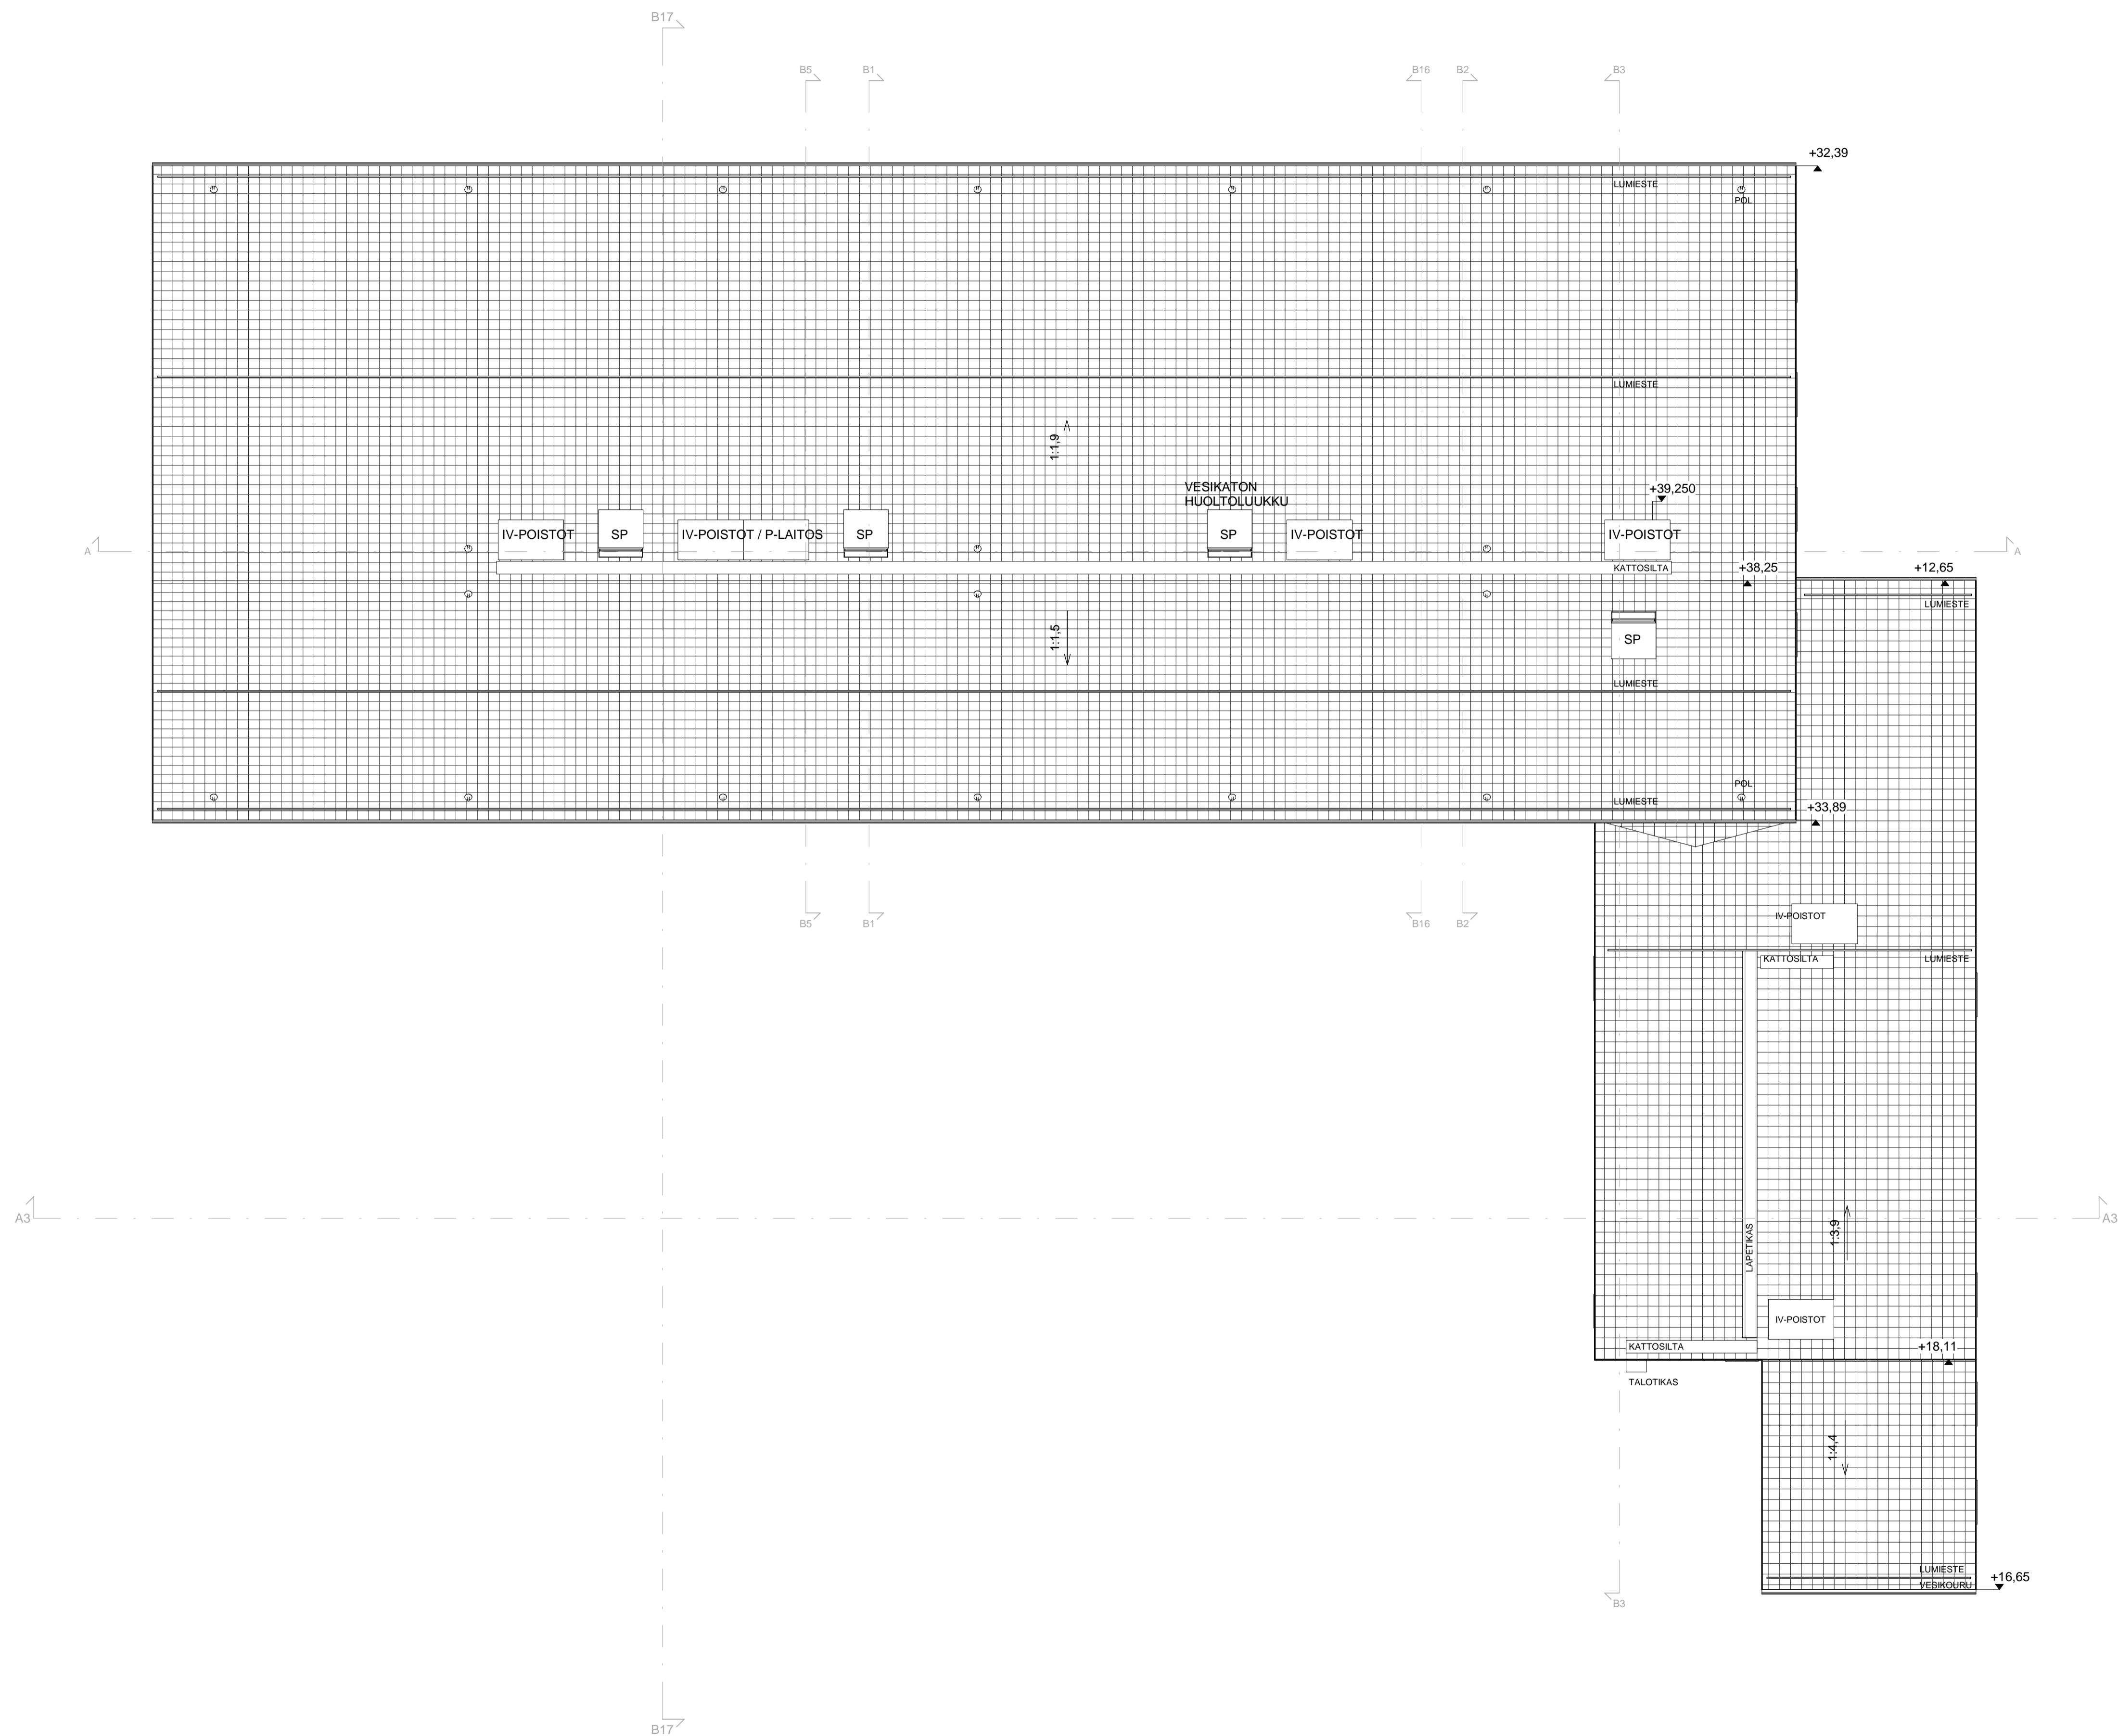 B17
B5
B1
B16
B2
B3
+32,39
LUMIESTE
POL
LUMIESTE
1:1,9
VESIKATON
HUOLTOLUUKKU
+39,250
IV-POISTOT
SP
IV-POISTOT / P-LAITOS
SP
SP
IV-POISTOT
IV-POISTOT
A
A
KATTOSILTA
+38,25
+12,65
LUMIESTE
1:1,5
SP
LUMIESTE
POL
LUMIESTE
+33,89
B5
B1
B16
B2
IV-POISTOT
KATTOSILTA
LUMIESTE
A3
A3
LAPETIKAS
1:3,9
IV-POISTOT
KATTOSILTA
+18,11
TALOTIKAS
1:4,4
LUMIESTE
VESIKOURU
+16,65
B3
B17